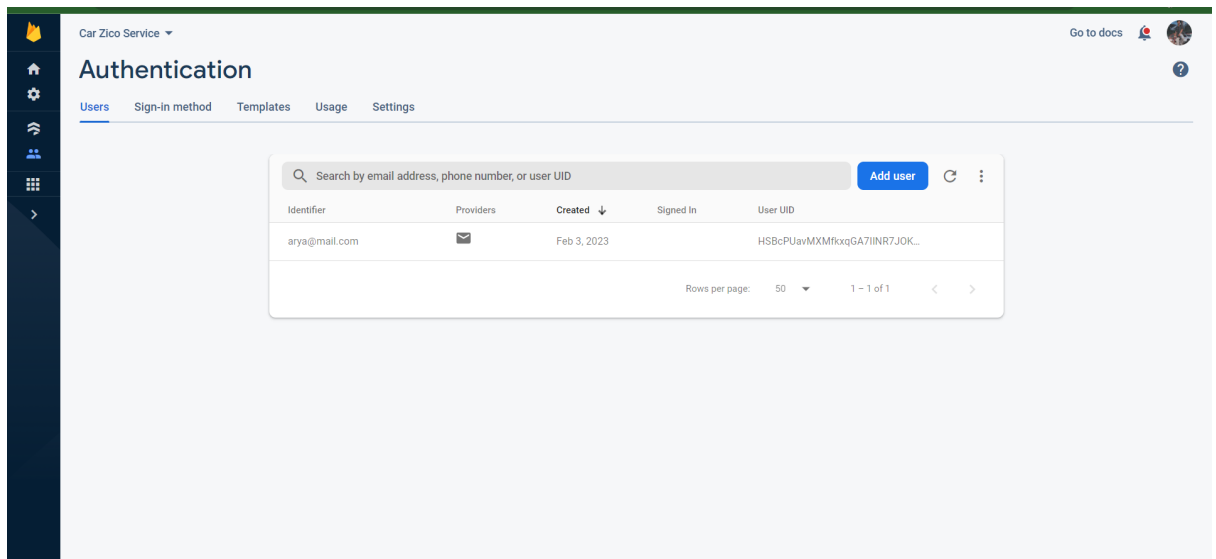 Car Zico Service
Go to docs
Authentication
Users Sign-in method Templates Usage Settings
Search by email address, phone number, or user UID
Add user
Identifier Providers Created Signed In User UID
arya@mail.com Feb 3, 2023 HSBcPUavMXMfkxqGA7IINR7JOK...
Rows per page: 50 1 – 1 of 1